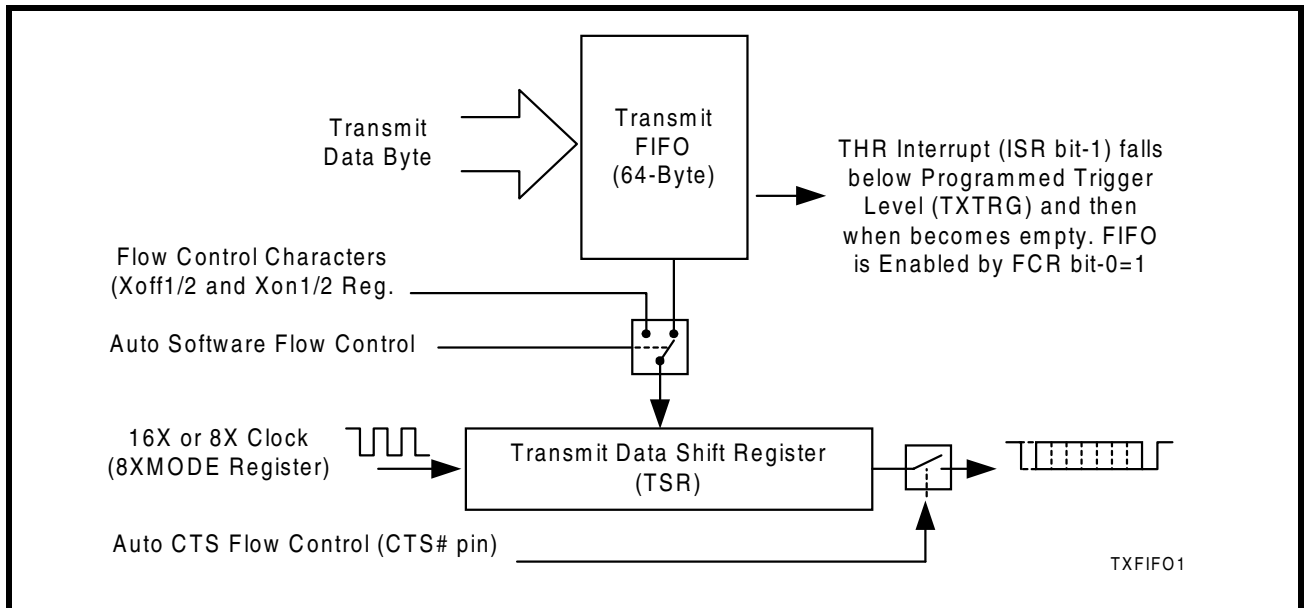 Transmit
Data Byte
Transmit
FIFO
(64-Byte)
THR Interrupt (ISR bit-1) falls
below Programmed Trigger
Level (TXTRG) and then
when becomes empty. FIFO
is Enabled by FCR bit-0=1
Flow Control Characters
(Xoff1/2 and Xon1/2 Reg.
Auto Software Flow Control
16X or 8X Clock
(8XMODE Register)
Transmit Data Shift Register
(TSR)
Auto CTS Flow Control (CTS# pin)
TXFIFO1